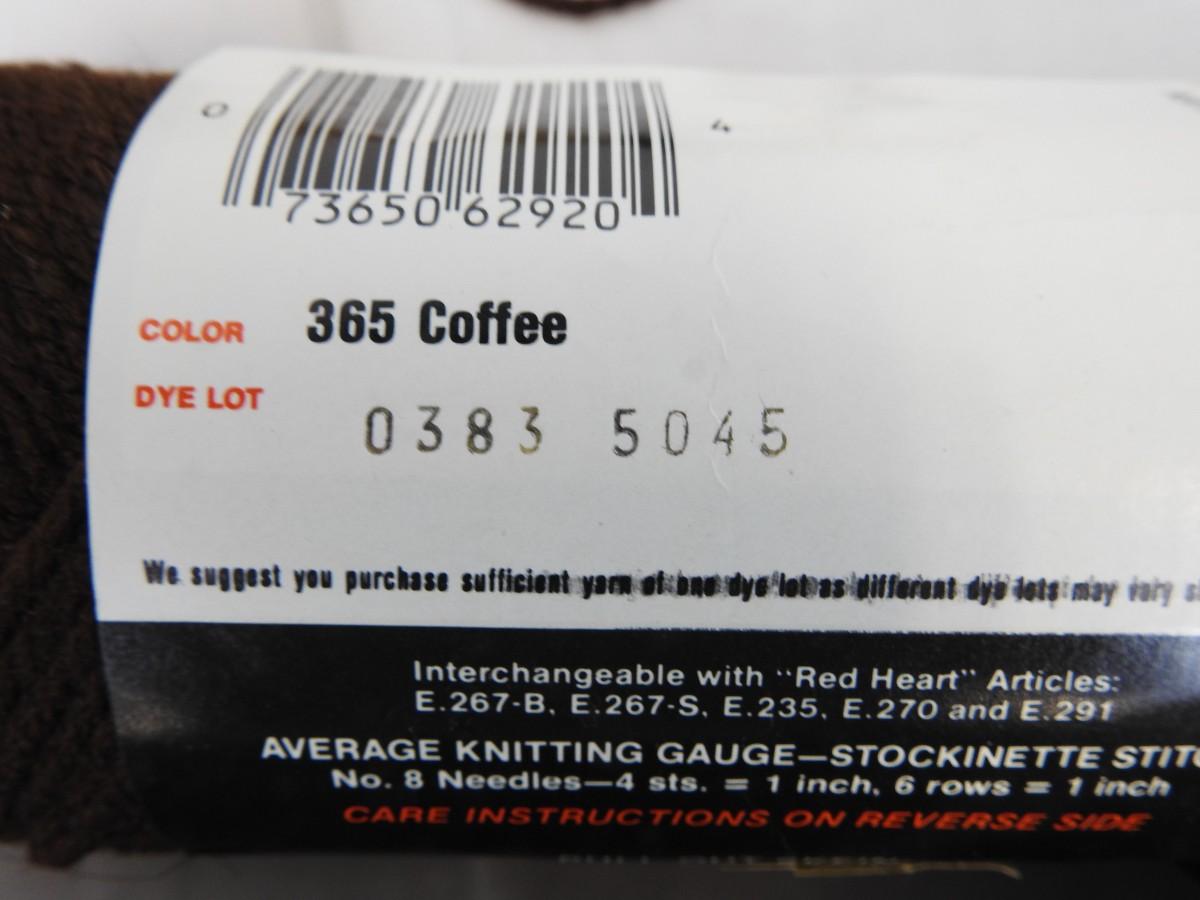 0 4
73650 62920
COLOR 365 Coffee
DYE LOT 0383 5045
We suggest you purchase sufficient yarn of one dye lot as different dye lots may vary
Interchangeable with "Red Heart" Articles:
E.267-B, E.267-S, E.235, E.270 and E.291
AVERAGE KNITTING GAUGE—STOCKINETTE STITC
No. 8 Needles—4 sts. = 1 inch, 6 rows = 1 inch
CARE INSTRUCTIONS ON REVERSE SIDE